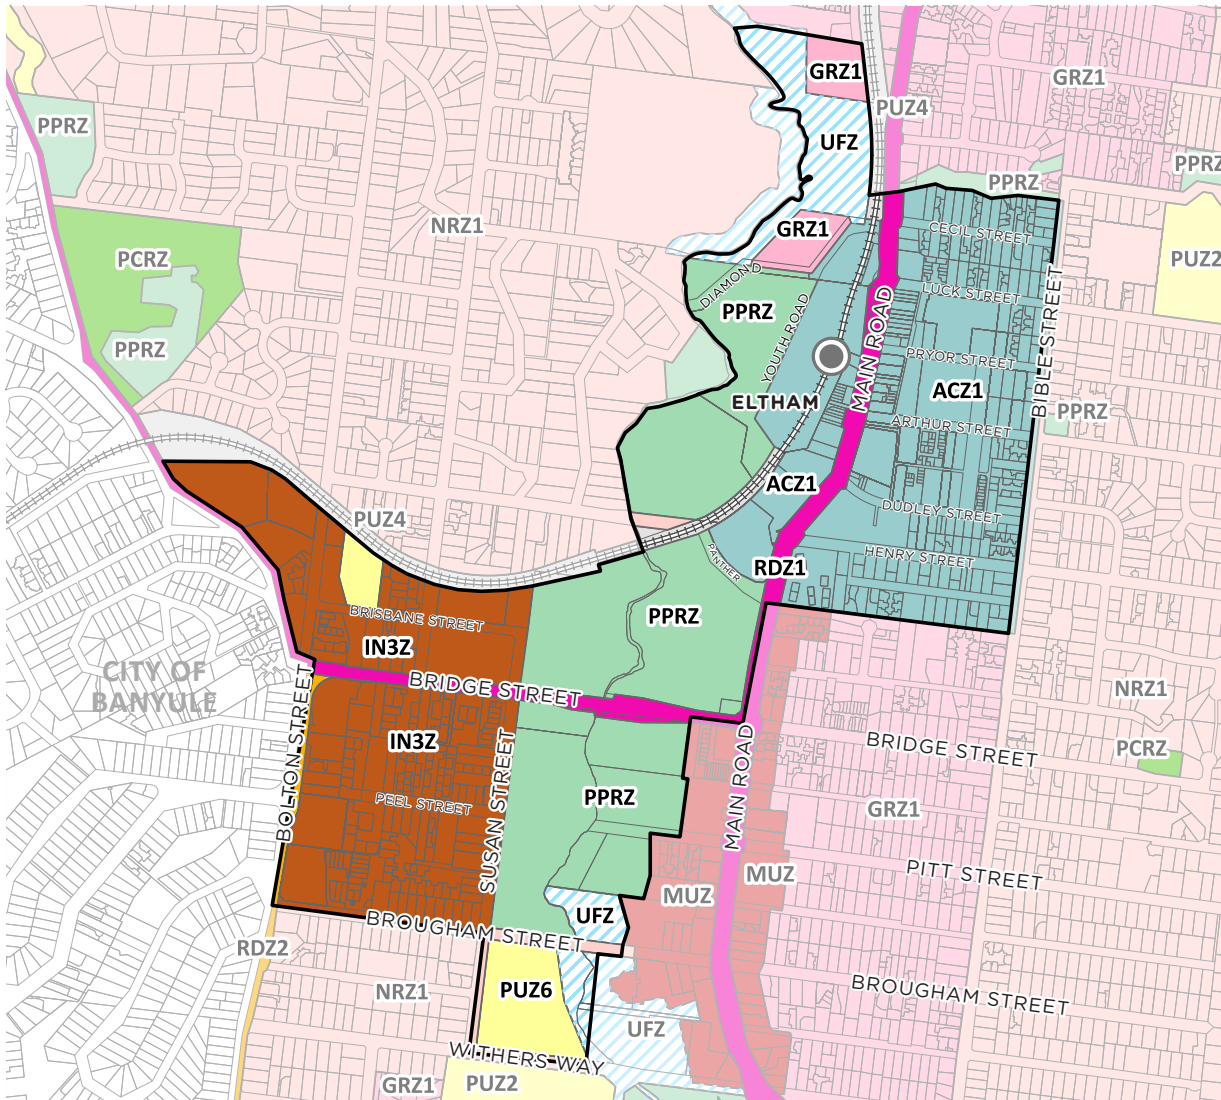 GRZ1
GRZ1
PUZ4
PPRZ
UFZ
PPRZ
PPRZ
NRZ1
GRZ1
CECIL STREET
PCRZ
PUZ2
DIAMOND
LUCK STREET
PPRZ
YOUTH ROAD
MAIN ROAD
BIBLE STREET
PPRZ
PRYOR STREET
ACZ1
ELTHAM
PPRZ
ARTHUR STREET
ACZ1
DUDLEY STREET
PUZ4
HENRY STREET
PANTHER
RDZ1
BRISBANE STREET
PPRZ
IN3Z
CITY OF
BANYULE
BRIDGE STREET
NRZ1
BOLTON STREET
IN3Z
SUSAN STREET
MAIN ROAD
BRIDGE STREET
PCRZ
PEEL STREET
PPRZ
GRZ1
MUZ
MUZ
PITT STREET
UFZ
BROUGHAM STREET
RDZ2
NRZ1
PUZ6
BROUGHAM STREET
UFZ
WITHERS WAY
GRZ1
PUZ2